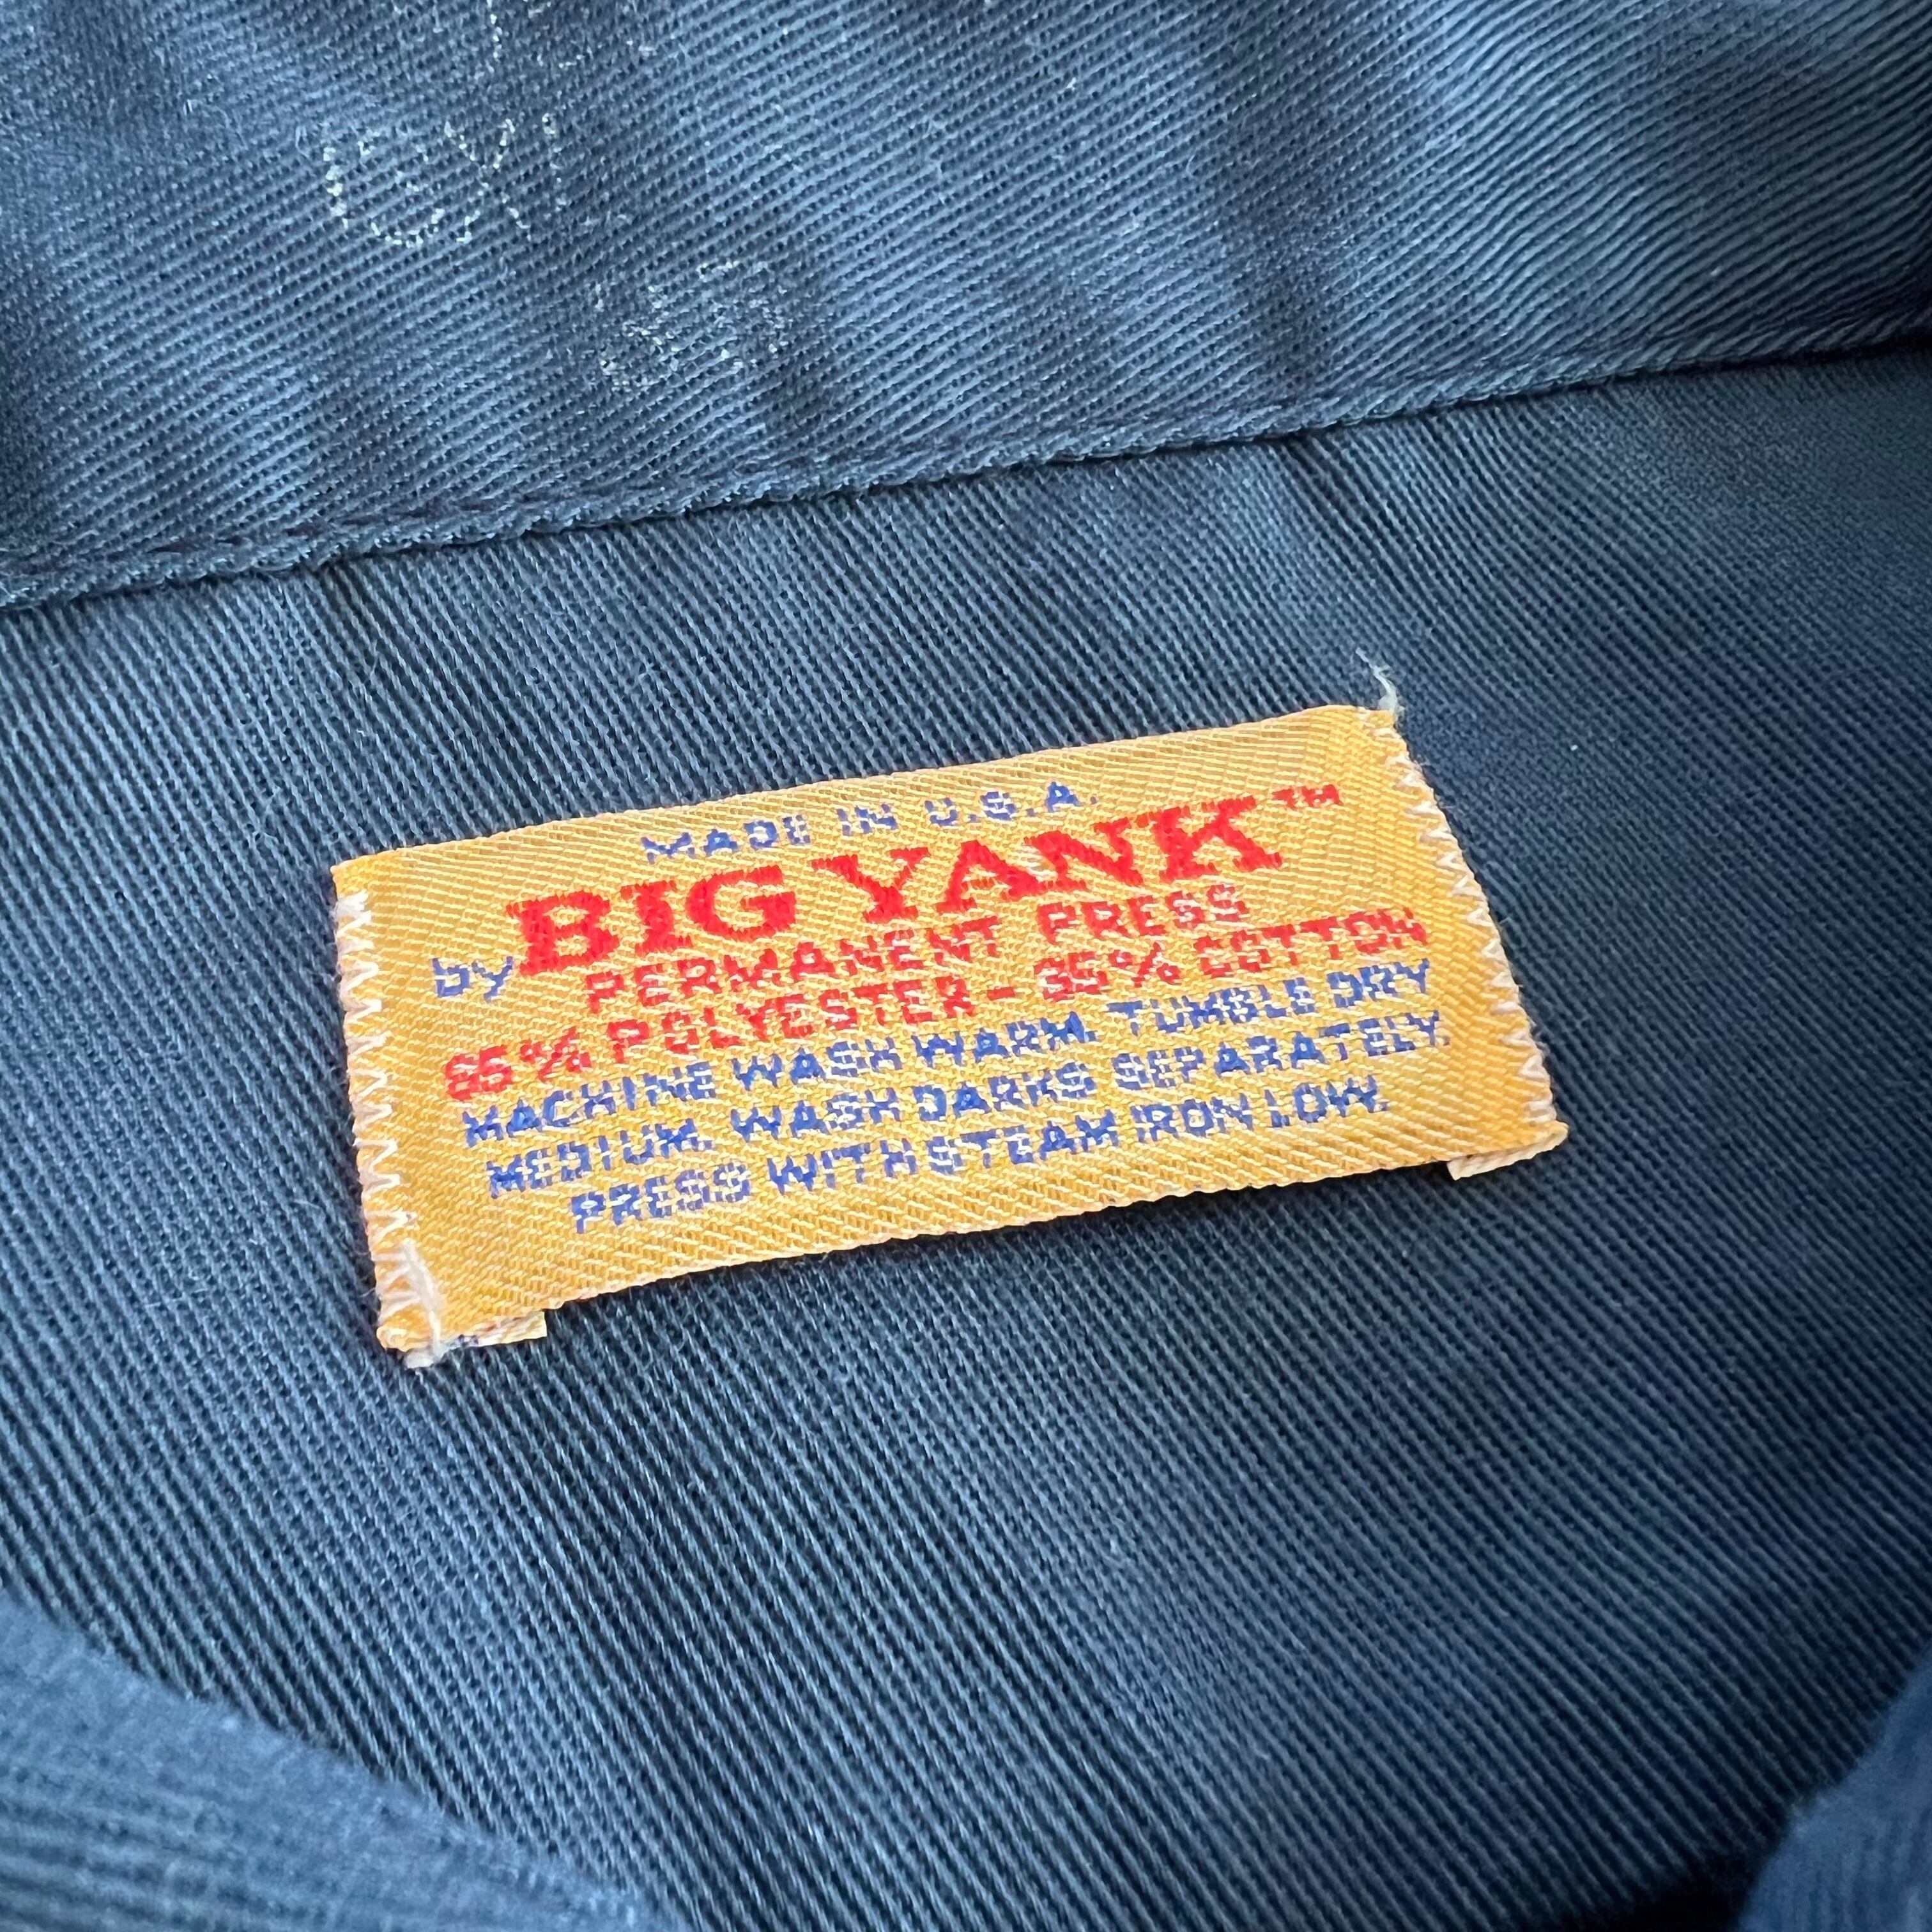 MADE IN U.S.A.
by BIG YANK™
PERMANENT PRESS
65% POLYESTER - 35% COTTON
MACHINE WASH WARM. TUMBLE DRY
MEDIUM. WASH DARKS SEPARATELY.
PRESS WITH STEAM IRON LOW.